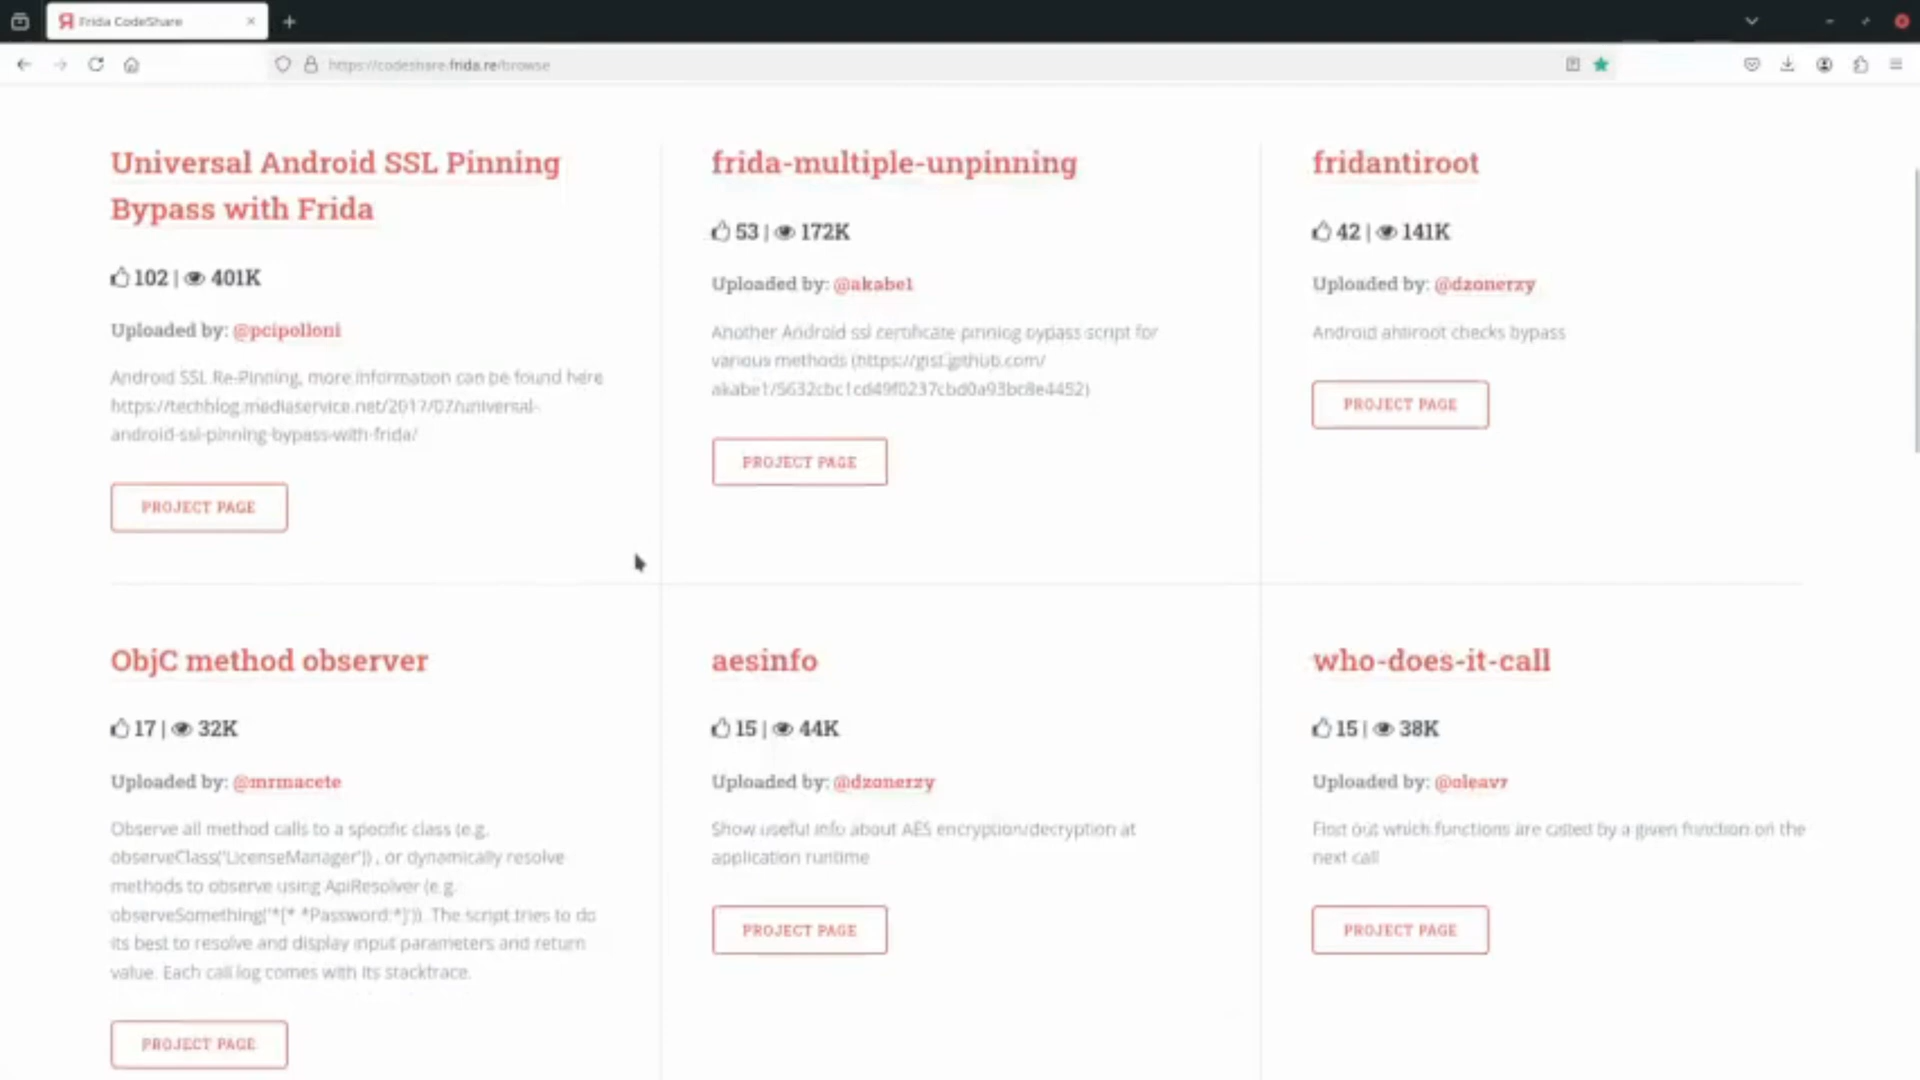 Frida CodeShare
https://codeshare.frida.re/browse
Universal Android SSL Pinning
Bypass with Frida
102 | 401K
Uploaded by: @pcipolloni
Android SSL Re-Pinning, more information can be found here
https://techblog.mediaservice.net/2017/07/universal-
android-ssl-pinning-bypass-with-frida/
PROJECT PAGE
frida-multiple-unpinning
53 | 172K
Uploaded by: @akabe1
Another Android ssl certificate pinning bypass script for
various methods (https://gist.github.com/
akabe1/5632cbc1cd49f0237cbd0a93bc8e4452)
PROJECT PAGE
fridantiroot
42 | 141K
Uploaded by: @dzonerzy
Android antiroot checks bypass
PROJECT PAGE
ObjC method observer
17 | 32K
Uploaded by: @mrmacete
Observe all method calls to a specific class (e.g.
observeClass('LicenseManager')) , or dynamically resolve
methods to observe using ApiResolver (e.g.
observeSomething('*[* *Password:*]')). The script tries to do
its best to resolve and display input parameters and return
value. Each call log comes with its stacktrace.
PROJECT PAGE
aesinfo
15 | 44K
Uploaded by: @dzonerzy
Show useful info about AES encryption/decryption at
application runtime
PROJECT PAGE
who-does-it-call
15 | 38K
Uploaded by: @oleavr
Find out which functions are called by a given function on the
next call
PROJECT PAGE